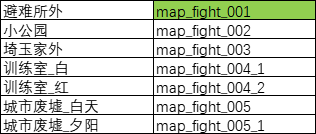 避难所外 map_fight_001
小公园 map_fight_002
埼玉家外 map_fight_003
训练室_白 map_fight_004_1
训练室_红 map_fight_004_2
城市废墟_白天 map_fight_005
城市废墟_夕阳 map_fight_005_1